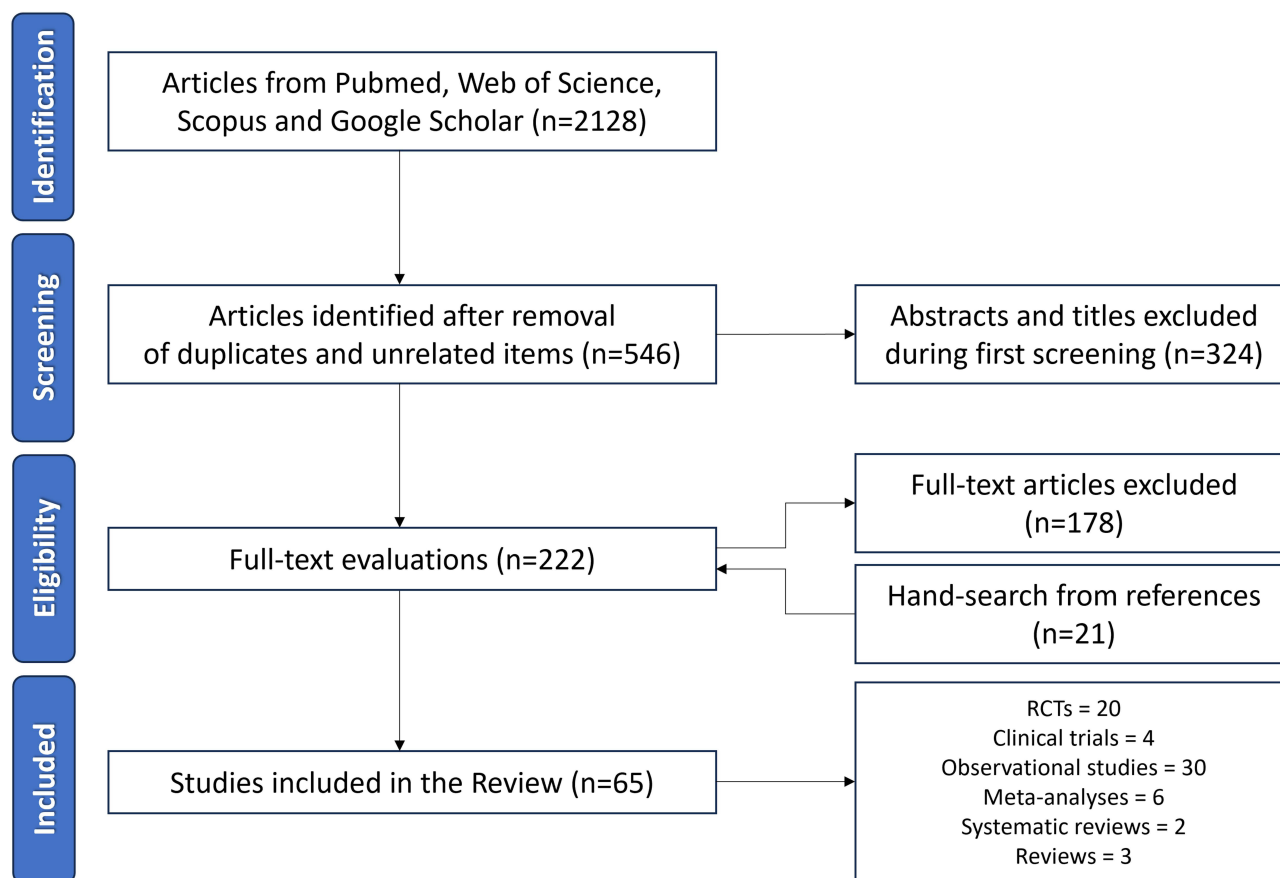 Identification
Articles from Pubmed, Web of Science,
Scopus and Google Scholar (n=2128)
Screening
Articles identified after removal
of duplicates and unrelated items (n=546)
Abstracts and titles excluded
during first screening (n=324)
Eligibility
Full-text evaluations (n=222)
Full-text articles excluded
(n=178)
Hand-search from references
(n=21)
Included
Studies included in the Review (n=65)
RCTs = 20
Clinical trials = 4
Observational studies = 30
Meta-analyses = 6
Systematic reviews = 2
Reviews = 3